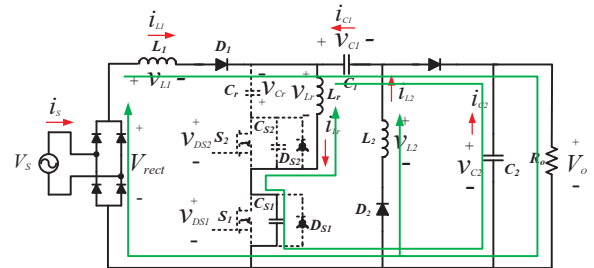 i_L1
i_C1
L_1
D_1
+ v_C1 -
C_1
+ v_L1 -
C_r
+ v_Cr -
+ v_Lr -
L_r
i_Lr
i_s
i_L2
i_C2
V_s
+ V_rect -
+ v_DS2 -
S_2
C_S2
D_S2
L_2
+ v_L2 -
+ v_C2 -
C_2
R_o
+ V_o -
+ v_DS1 -
S_1
C_S1
D_S1
D_2